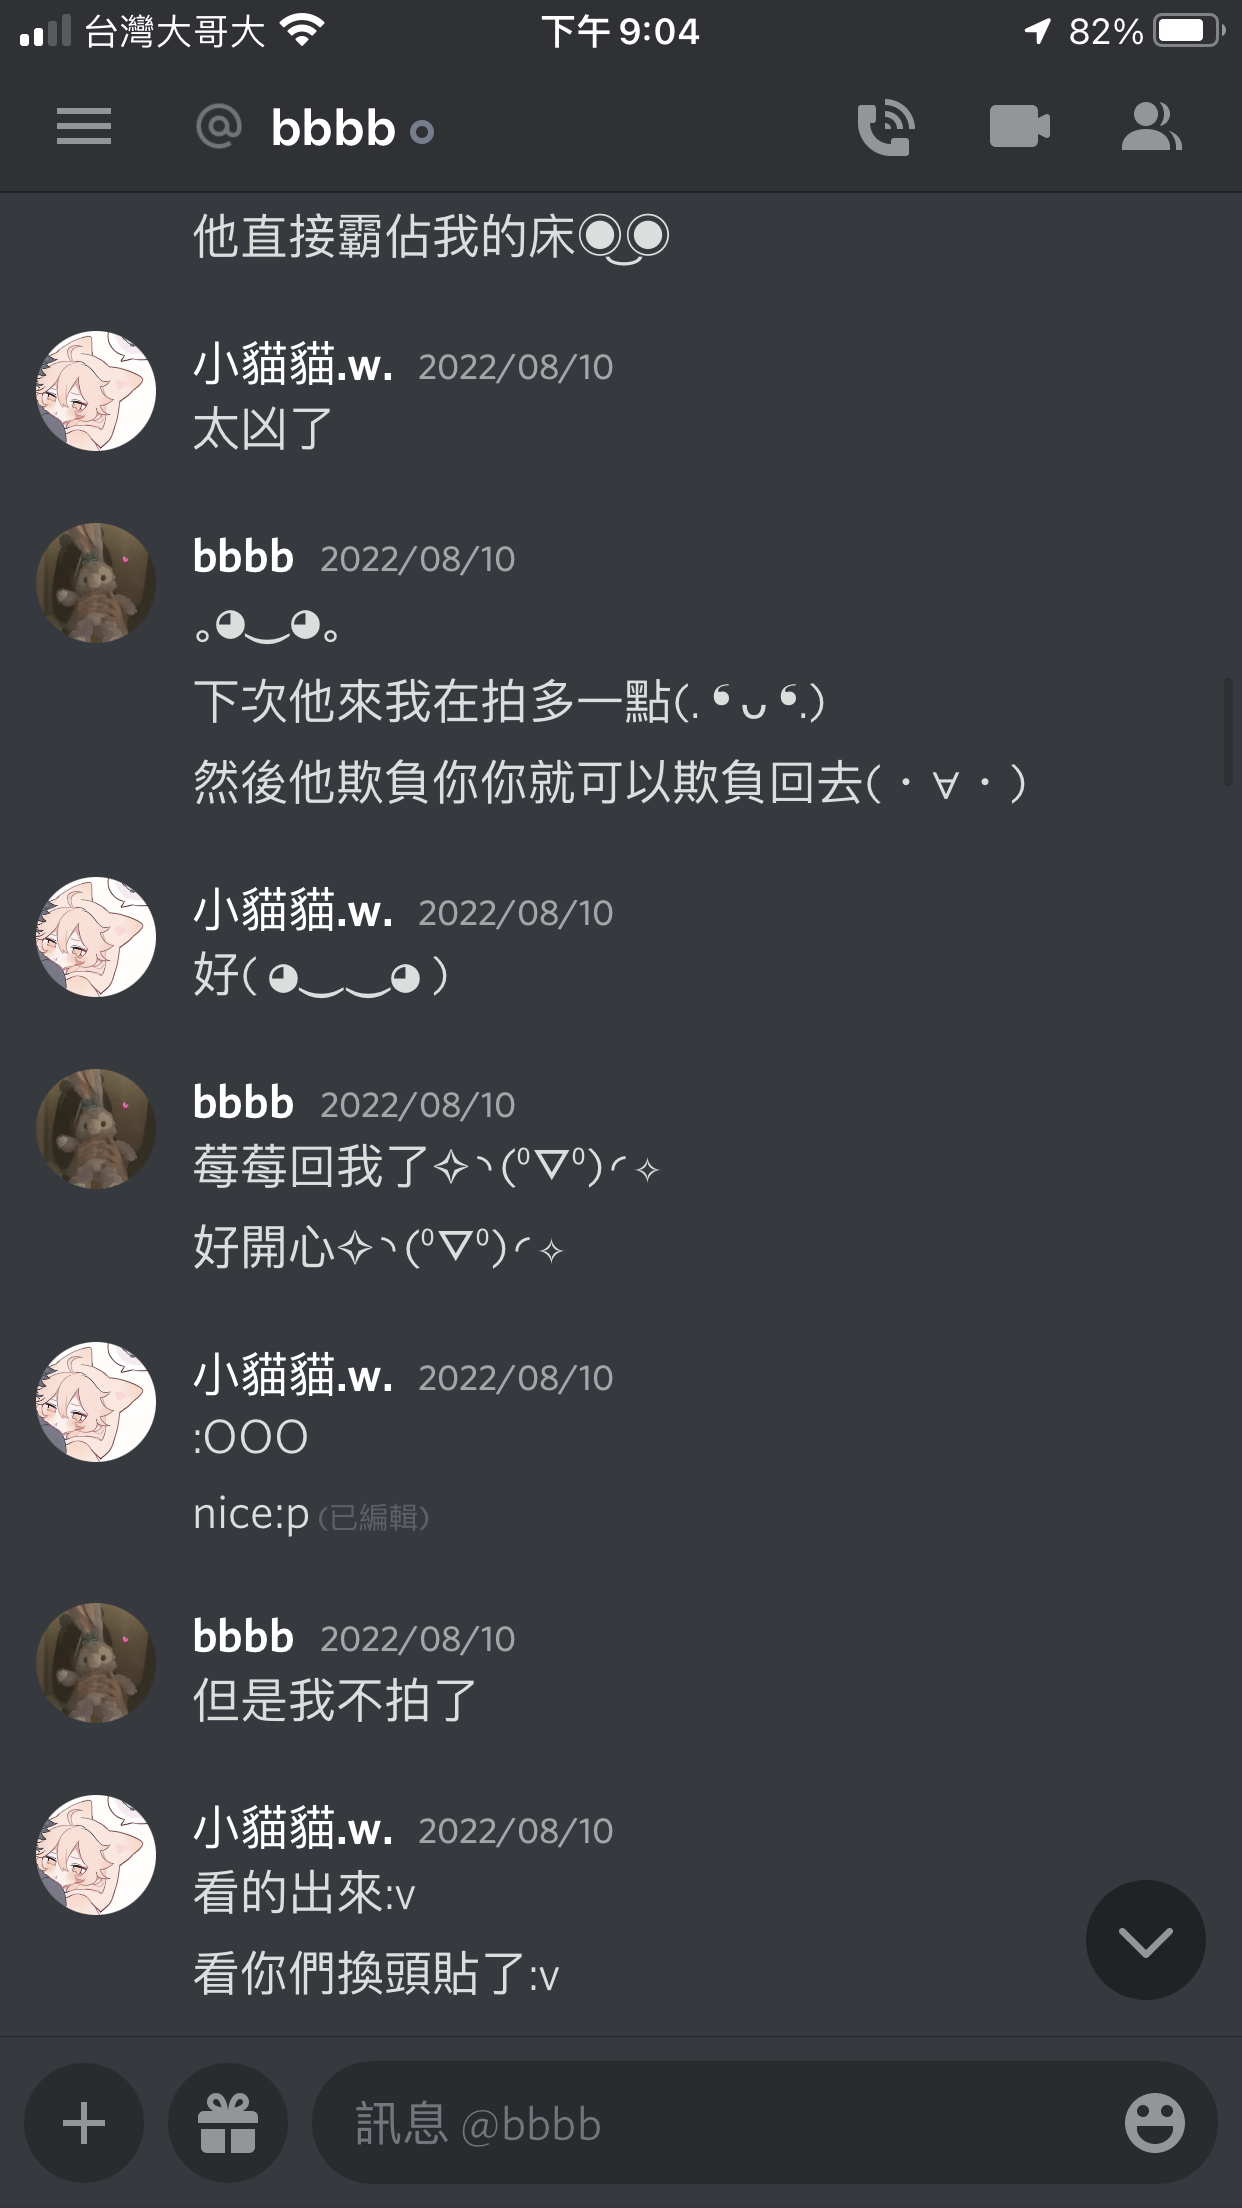 台灣大哥大 下午 9:04 82%
@ bbbb
他直接霸佔我的床◉‿◉
小貓貓.w. 2022/08/10
太凶了
bbbb 2022/08/10
｡◕‿◕｡
下次他來我在拍多一點(. ❛ ᴗ ❛.)
然後他欺負你你就可以欺負回去(・∀・)
小貓貓.w. 2022/08/10
好( ◕‿‿◕ )
bbbb 2022/08/10
莓莓回我了✧◝(⁰▿⁰)◜✧
好開心✧◝(⁰▿⁰)◜✧
小貓貓.w. 2022/08/10
:OOO
nice:p (已編輯)
bbbb 2022/08/10
但是我不拍了
小貓貓.w. 2022/08/10
看的出來:v
看你們換頭貼了:v
訊息 @bbbb